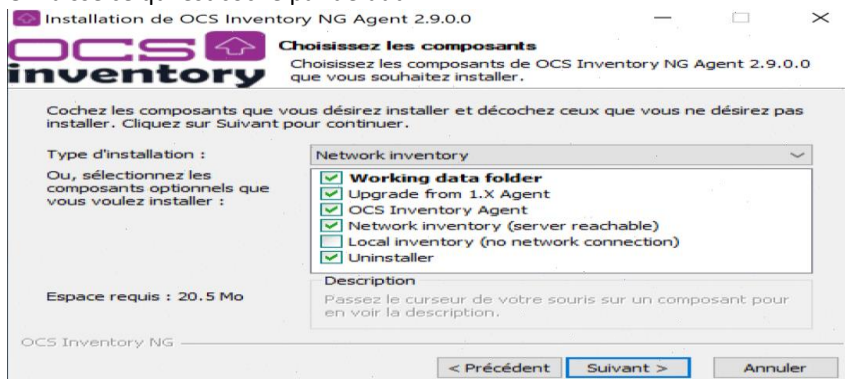 Installation de OCS Inventory NG Agent 2.9.0.0
OCS
inventory
Choisissez les composants
Choisissez les composants de OCS Inventory NG Agent 2.9.0.0
que vous souhaitez installer.
Cochez les composants que vous désirez installer et décochez ceux que vous ne désirez pas
installer. Cliquez sur Suivant pour continuer.
Type d'installation :
Network inventory
Ou, sélectionnez les
composants optionnels que
vous voulez installer :
Working data folder
Upgrade from 1.X Agent
OCS Inventory Agent
Network inventory (server reachable)
Local inventory (no network connection)
Uninstaller
Espace requis : 20.5 Mo
Description
Passez le curseur de votre souris sur un composant pour
en voir la description.
OCS Inventory NG
< Précédent
Suivant >
Annuler